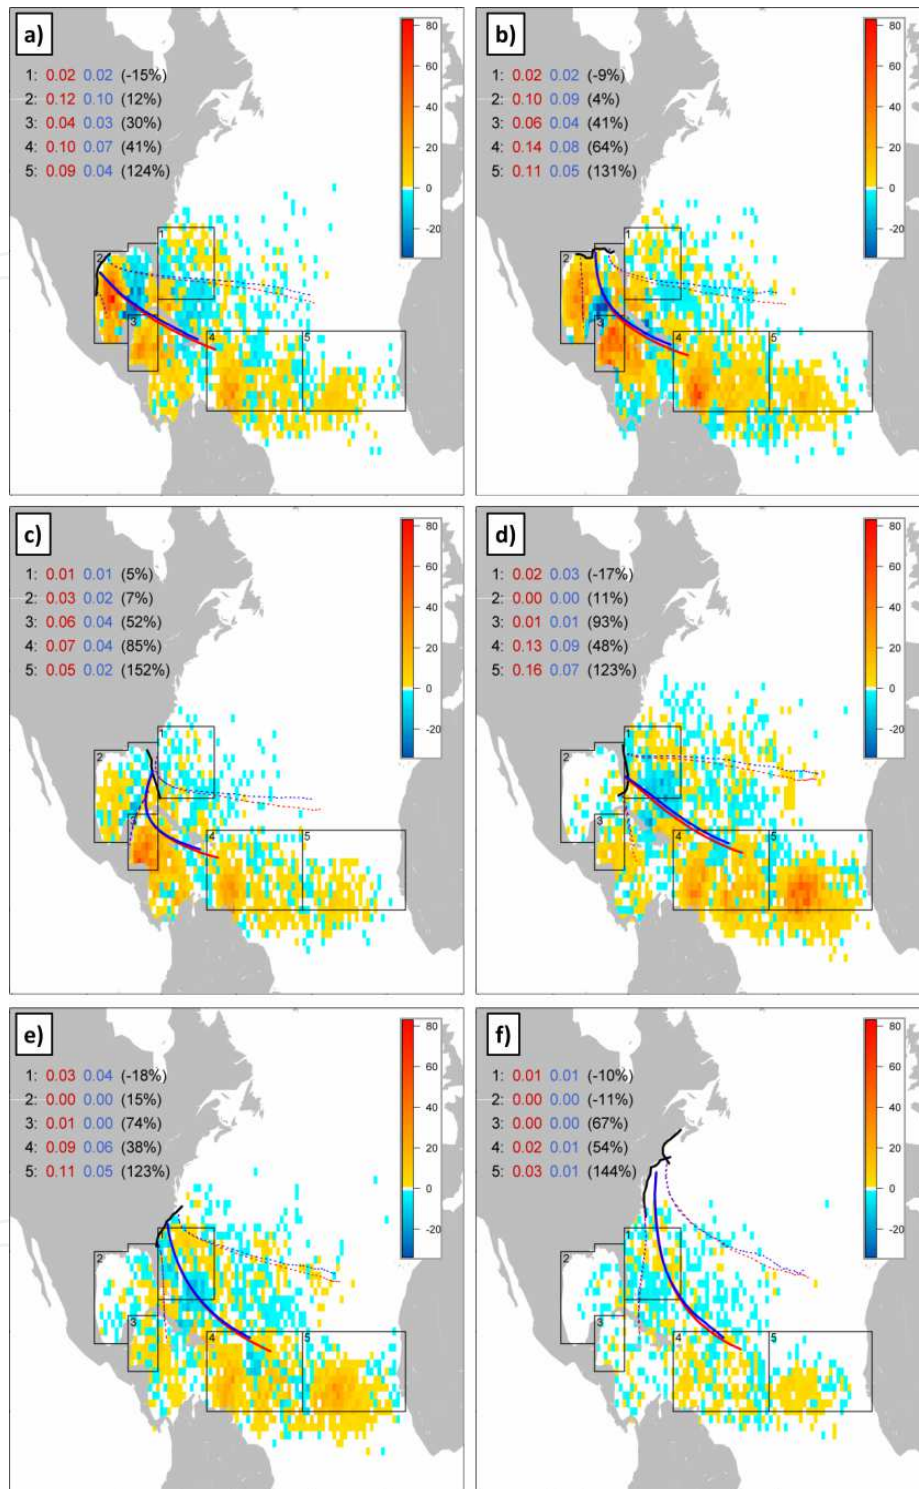 a)
1: 0.02 0.02 (-15%)
2: 0.12 0.10 (12%)
3: 0.04 0.03 (30%)
4: 0.10 0.07 (41%)
5: 0.09 0.04 (124%)
80
60
40
20
0
-20
1
2
3
4
5
b)
1: 0.02 0.02 (-9%)
2: 0.10 0.09 (4%)
3: 0.06 0.04 (41%)
4: 0.14 0.08 (64%)
5: 0.11 0.05 (131%)
80
60
40
20
0
-20
1
2
3
4
5
c)
1: 0.01 0.01 (5%)
2: 0.03 0.02 (7%)
3: 0.06 0.04 (52%)
4: 0.07 0.04 (85%)
5: 0.05 0.02 (152%)
80
60
40
20
0
-20
1
2
3
4
5
d)
1: 0.02 0.03 (-17%)
2: 0.00 0.00 (11%)
3: 0.01 0.01 (93%)
4: 0.13 0.09 (48%)
5: 0.16 0.07 (123%)
80
60
40
20
0
-20
1
2
3
4
5
e)
1: 0.03 0.04 (-18%)
2: 0.00 0.00 (15%)
3: 0.01 0.00 (74%)
4: 0.09 0.06 (38%)
5: 0.11 0.05 (123%)
80
60
40
20
0
-20
1
2
3
4
5
f)
1: 0.01 0.01 (-10%)
2: 0.00 0.00 (-11%)
3: 0.00 0.00 (67%)
4: 0.02 0.01 (54%)
5: 0.03 0.01 (144%)
80
60
40
20
0
-20
1
2
3
4
5